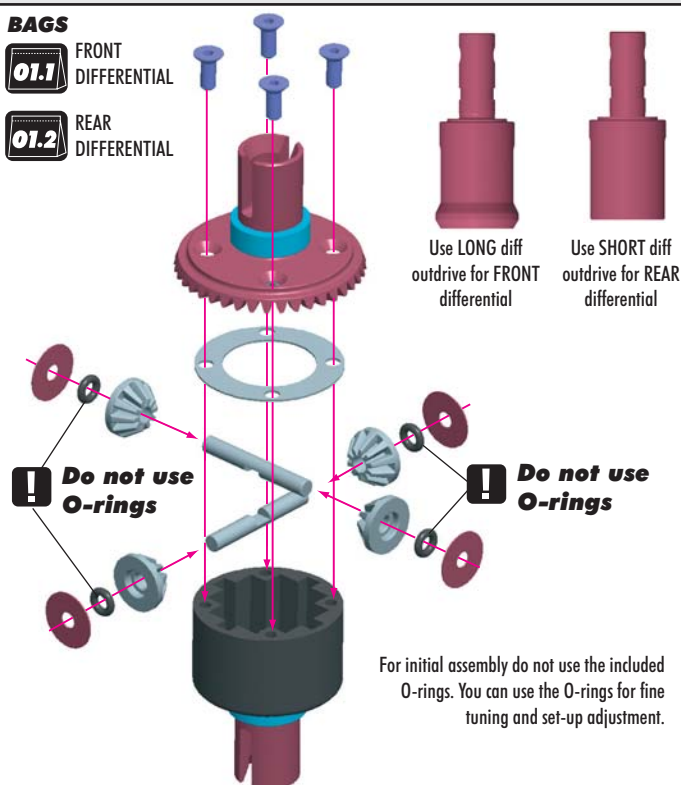 BAGS
01.1
FRONT
DIFFERENTIAL
01.2
REAR
DIFFERENTIAL
Use LONG diff
outdrive for FRONT
differential
Use SHORT diff
outdrive for REAR
differential
! Do not use
O-rings
! Do not use
O-rings
For initial assembly do not use the included
O-rings. You can use the O-rings for fine
tuning and set-up adjustment.